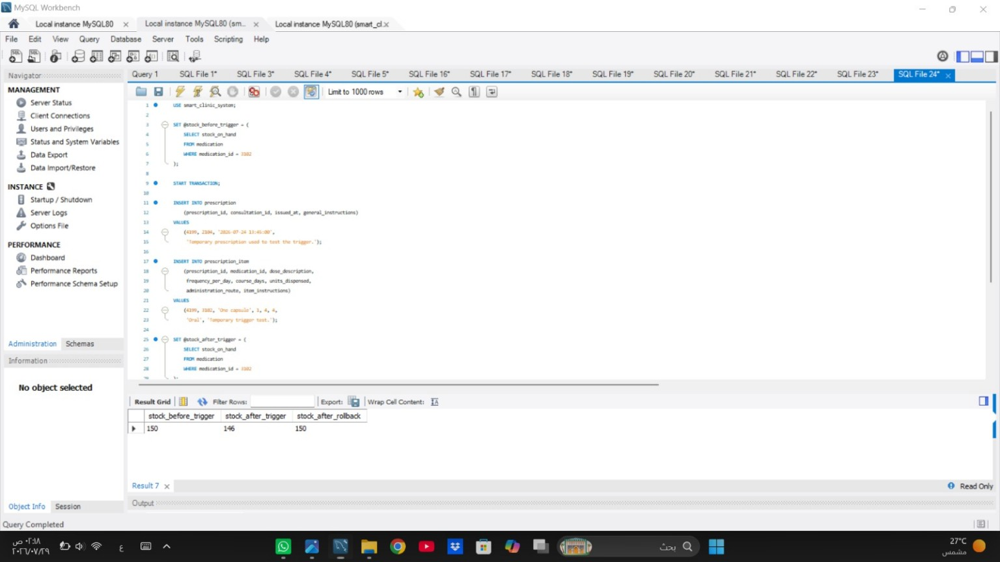 MySQL Workbench
Local instance MySQL80 x Local instance MySQL80 (sm... x Local instance MySQL80 (smart_cl x
File Edit View Query Database Server Tools Scripting Help
Navigator
MANAGEMENT
Server Status
Client Connections
Users and Privileges
Status and System Variables
Data Export
Data Import/Restore
INSTANCE
Startup / Shutdown
Server Logs
Options File
PERFORMANCE
Dashboard
Performance Reports
Performance Schema Setup
Administration Schemas
Information
No object selected
Object Info Session
Query Completed
Query 1 SQL File 1* SQL File 3* SQL File 4* SQL File 5* SQL File 16* SQL File 17* SQL File 18* SQL File 19* SQL File 20* SQL File 21* SQL File 22* SQL File 23* SQL File 24* x
Limit to 1000 rows
1 USE smart_clinic_system;
2
3 SET @stock_before_trigger = (
4 SELECT stock_on_hand
5 FROM medication
6 WHERE medication_id = 3102
7 );
8
9 START TRANSACTION;
10
11 INSERT INTO prescription
12 (prescription_id, consultation_id, issued_at, general_instructions)
13 VALUES
14 (4199, 2104, '2026-07-24 13:45:00',
15 'Temporary prescription used to test the trigger.');
16
17 INSERT INTO prescription_item
18 (prescription_id, medication_id, dose_description,
19 frequency_per_day, course_days, units_dispensed,
20 administration_route, item_instructions)
21 VALUES
22 (4199, 3102, 'One capsule', 1, 4, 4,
23 'Oral', 'Temporary trigger test.');
24
25 SET @stock_after_trigger = (
26 SELECT stock_on_hand
27 FROM medication
28 WHERE medication_id = 3102
29 );
Result Grid Filter Rows: Export: Wrap Cell Content:
stock_before_trigger stock_after_trigger stock_after_rollback
150 146 150
Result 7 x
Read Only
Output
٠٢:١٨ ص
٢٠٢٦/٠٧/٢٩
ع
بحث
27°C
مشمس